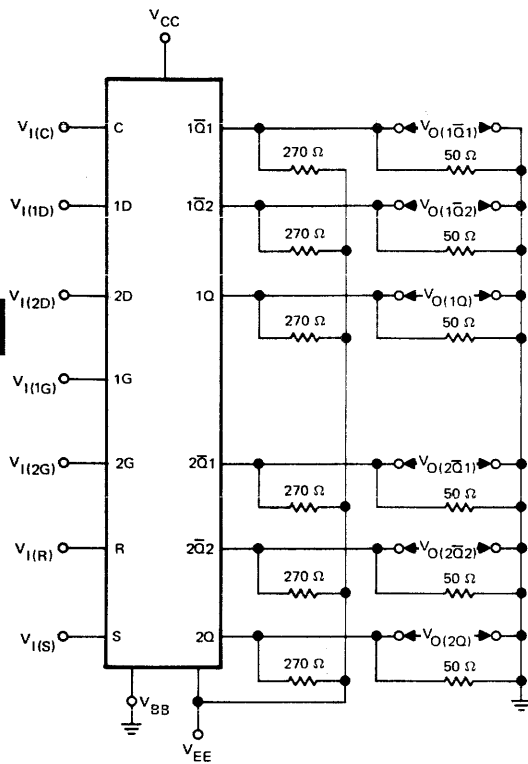 VCC
VI(C) C 1Q̅1 VO(1Q̅1)
270 Ω 50 Ω
VI(1D) 1D 1Q̅2 VO(1Q̅2)
270 Ω 50 Ω
VI(2D) 2D 1Q VO(1Q)
270 Ω 50 Ω
VI(1G) 1G
VI(2G) 2G 2Q̅1 VO(2Q̅1)
270 Ω 50 Ω
VI(R) R 2Q̅2 VO(2Q̅2)
270 Ω 50 Ω
VI(S) S 2Q VO(2Q)
270 Ω 50 Ω
VBB
VEE